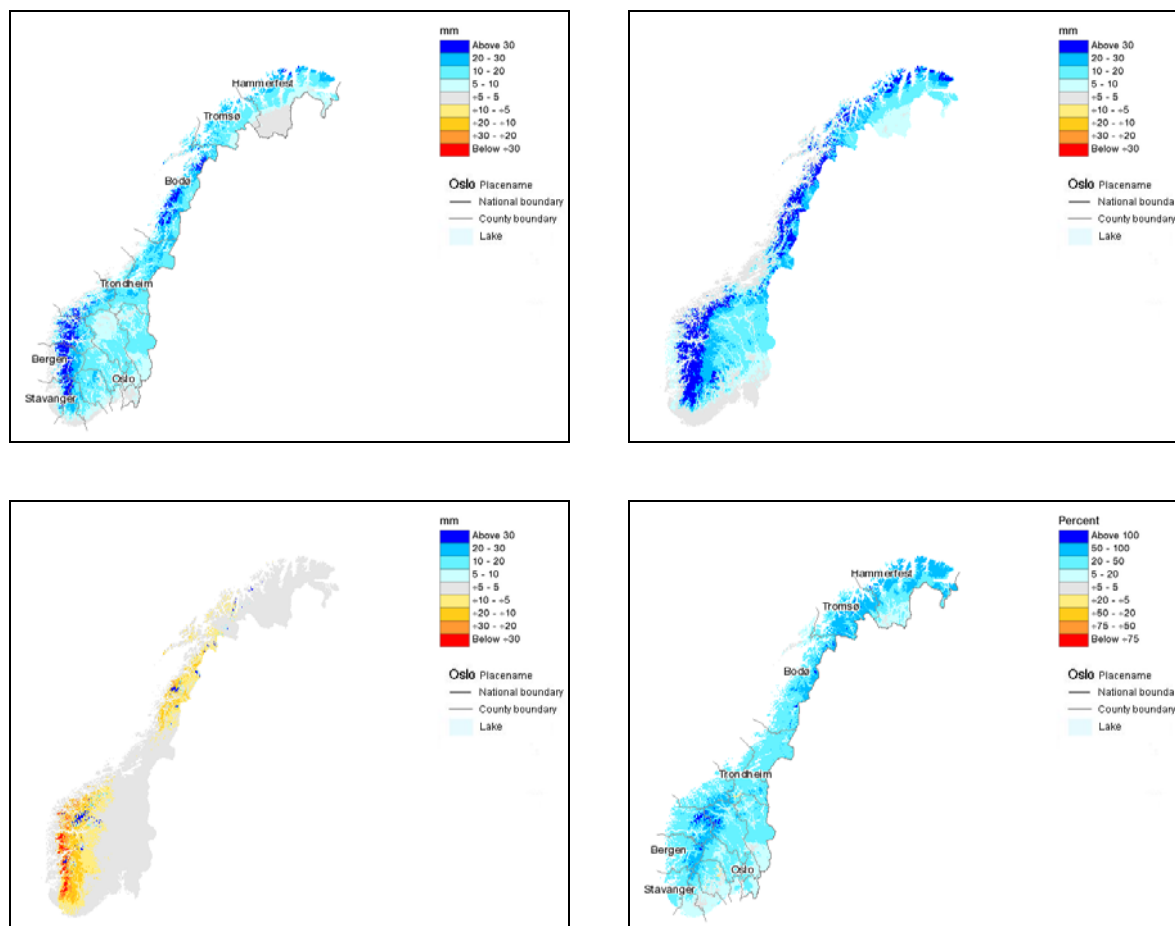 mm
Above 30
20 - 30
10 - 20
5 - 10
÷5 - 5
÷10 - ÷5
÷20 - ÷10
÷30 - ÷20
Below ÷30
Oslo Placename
National boundary
County boundary
Lake
Hammerfest
Tromsø
Bodø
Trondheim
Bergen
Oslo
Stavanger
mm
Above 30
20 - 30
10 - 20
5 - 10
÷5 - 5
÷10 - ÷5
÷20 - ÷10
÷30 - ÷20
Below ÷30
Oslo Placename
National bounda
County boundary
Lake
mm
Above 30
20 - 30
10 - 20
5 - 10
÷5 - 5
÷10 - ÷5
÷20 - ÷10
÷30 - ÷20
Below ÷30
Oslo Placename
National boundary
County boundary
Lake
Percent
Above 100
50 - 100
20 - 50
5 - 20
÷5 - 5
÷20 - ÷5
÷50 - ÷20
÷75 - ÷50
Below ÷75
Oslo Placename
National bounda
County boundary
Lake
Hammerfest
Tromsø
Bodø
Trondheim
Bergen
Oslo
Stavanger